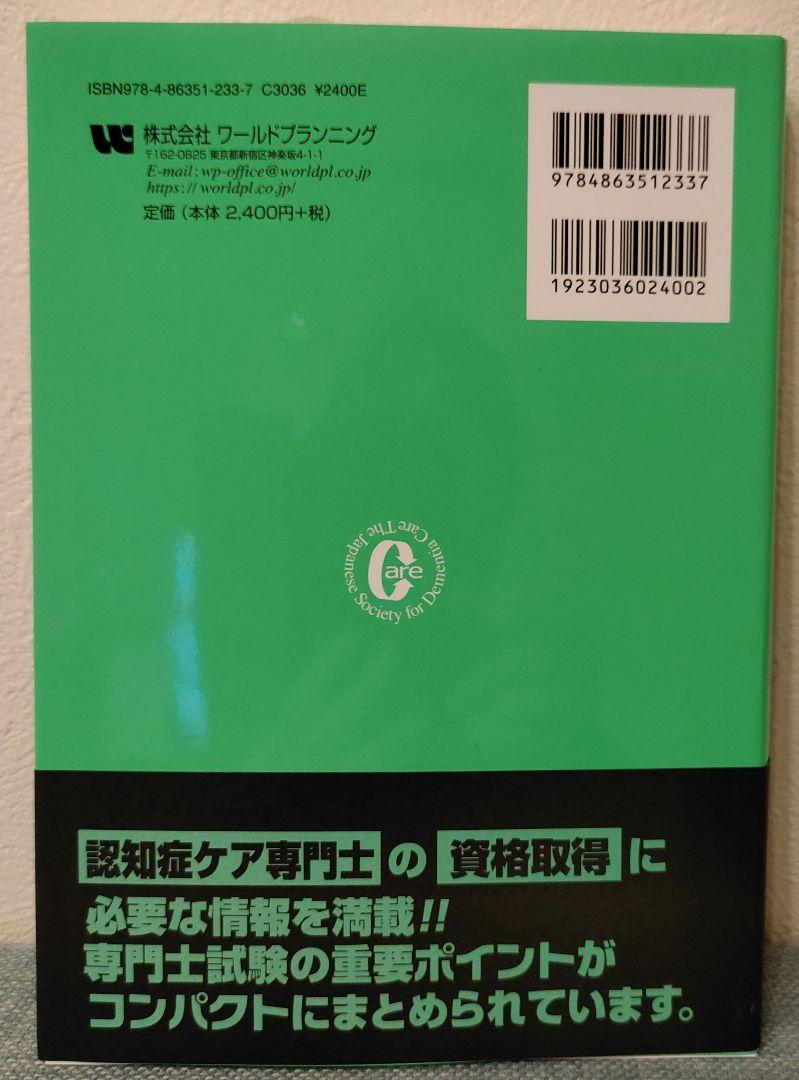 ISBN978-4-86351-233-7 C3036 ¥2400E
株式会社 ワールドプランニング
〒162-0825 東京都新宿区神楽坂4-1-1
E-mail:wp-office@worldpl.co.jp
https://worldpl.co.jp/
定価(本体 2,400円+税)
9784863512337
1923036024002
Care The Japanese Society for Dementia Care
Care
認知症ケア専門士の資格取得に
必要な情報を満載!!
専門士試験の重要ポイントが
コンパクトにまとめられています。